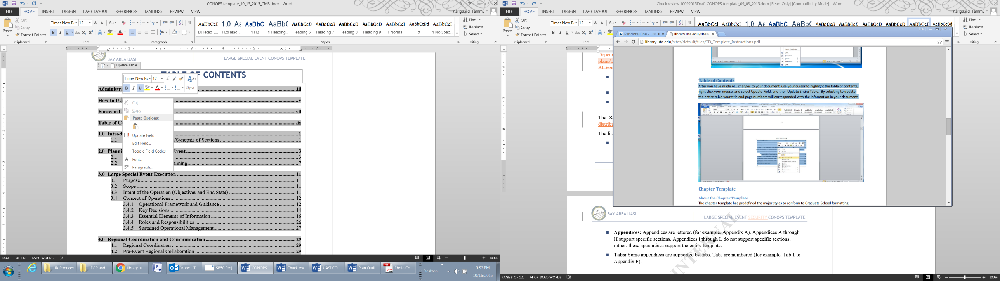 CONOPS template_10_13_2015_CMB.docx - Word
FILE HOME INSERT DESIGN PAGE LAYOUT REFERENCES MAILINGS REVIEW VIEW
Karlgaard, Tammy
Cut
Copy
Format Painter
Paste
Clipboard
Times New Ro 12
Font
Paragraph
AaBbCcI 1.0 Aa AaBbC AaBbC AaBbCcD AaBbCcD AaBbCcD AaBbCcD AaBbCcI AaBbCcDd AaBbCcI
Bulleted L... ¶ ExHeadi... ¶ H2 ¶ Heading... Heading 6 Heading 7 Heading 8 Heading 9 ¶ Normal tt ¶ No Spac...
Styles
Find
Replace
Select
Editing
BAY AREA UASI
LARGE SPECIAL EVENT CONOPS TEMPLATE
Update Table...
TABLE OF CONTENTS
Times New Ro 12
Styles
Administra iii
How to Use v
Foreword vii
Table of Co ix
1.0 Introd 1
1.1 s/Synopsis of Sections 1
2.0 Planni Event 3
2.1 3
2.2 anning 7
Cut
Copy
Paste Options:
Update Field
Edit Field...
Toggle Field Codes
Font...
Paragraph...
3.0 Large Special Event Execution 11
3.1 Purpose 11
3.2 Scope 11
3.3 Intent of the Operation (Objectives and End State) 11
3.4 Concept of Operations 12
3.4.1 Operational Framework and Guidance 12
3.4.2 Key Decisions 14
3.4.3 Essential Elements of Information 16
3.4.4 Roles and Responsibilities 26
3.4.5 Sustained Operational Management 27
4.0 Regional Coordination and Communication 29
4.1 Regional Coordination 29
4.2 Pre-Event Regional Collaboration 29
PAGE 11 OF 113 17760 WORDS
100%
References
EOP and ...
library.ut...
Inbox - T...
SB50 Proj...
CONOPS ...
Chuck rev...
UASI CO...
Plan Outli...
Ebola Co...
Desktop
5:37 PM
10/16/2015
Chuck review 10092015Draft CONOPS template_09_03_2015.docx [Read-Only] [Compatibility Mode] - Word
FILE HOME INSERT DESIGN PAGE LAYOUT REFERENCES MAILINGS REVIEW VIEW
Karlgaard, Tammy
Cut
Copy
Format Painter
Paste
Clipboard
Times New Ro 12
Font
AaBbCcI AaBbCcI 1.0 Aa AaBbC AaBbC AaBbCcD AaBbCcD AaBbCcD AaBbCcD AaBbCcI AaBbCcDd
Find
Replace
Select
Editing
Pandora One - List
library.uta.edu/sites/
library.uta.edu/sites/default/files/TD_Template_Instructions.pdf
Table of Contents
After you have made ALL changes to your document, use your cursor to highlight the table of contents,
right click your mouse, and select Update Field, and then Update Entire Table. By selecting to update
the entire table your title and page numbers will corresponded with the information in your document.
Chapter Template
About the Chapter Template
The chapter template has predefined the major styles to conform to Graduate School formatting
Depend
plans/p
All tex
The S
distribu
The lis
BAY AREA UASI
LARGE SPECIAL EVENT SECURITY CONOPS TEMPLATE
Appendices: Appendices are lettered (for example, Appendix A). Appendices A through
H support specific sections. Appendices I through L do not support specific sections;
rather, these appendices support the entire template.
Tabs: Some appendices are supported by tabs. Tabs are numbered (for example, Tab 1 to
Appendix F).
INTERNAL
PAGE 8 OF 120 74 OF 18020 WORDS
100%